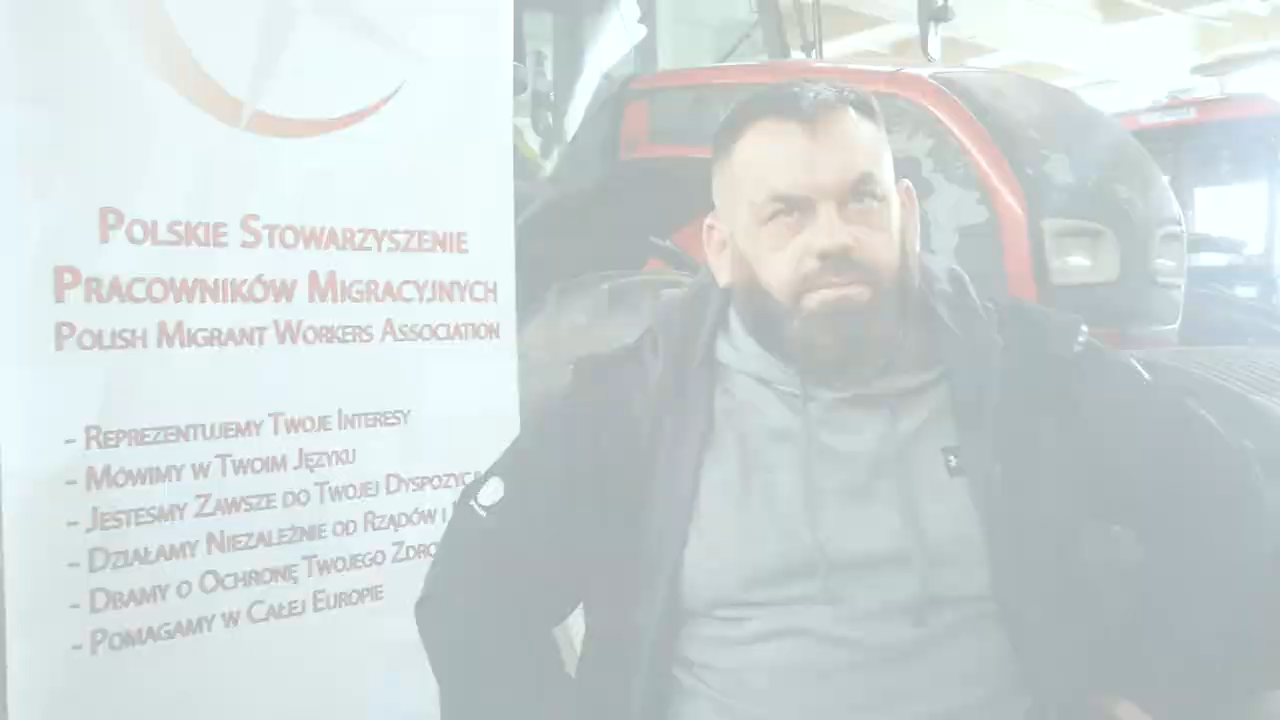 Polskie Stowarzyszenie
Pracowników Migracyjnych
Polish Migrant Workers Association
- Reprezentujemy Twoje Interesy
- Mówimy w Twoim Języku
- Jestesmy Zawsze do Twojej
- Działamy Niezależnie od Rządów i
- Dbamy o Ochronę Twojego
- Pomagamy w Całej Europie